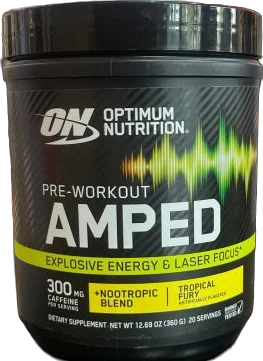 ON OPTIMUM
NUTRITION®
PRE-WORKOUT
AMPED
EXPLOSIVE ENERGY & LASER FOCUS*
300 MG
CAFFEINE
PER
SERVING
+NOOTROPIC
BLEND
TROPICAL
FURY
ARTIFICIALLY FLAVORED
DIETARY SUPPLEMENT NET WT 12.69 OZ (360 G) 20 SERVINGS